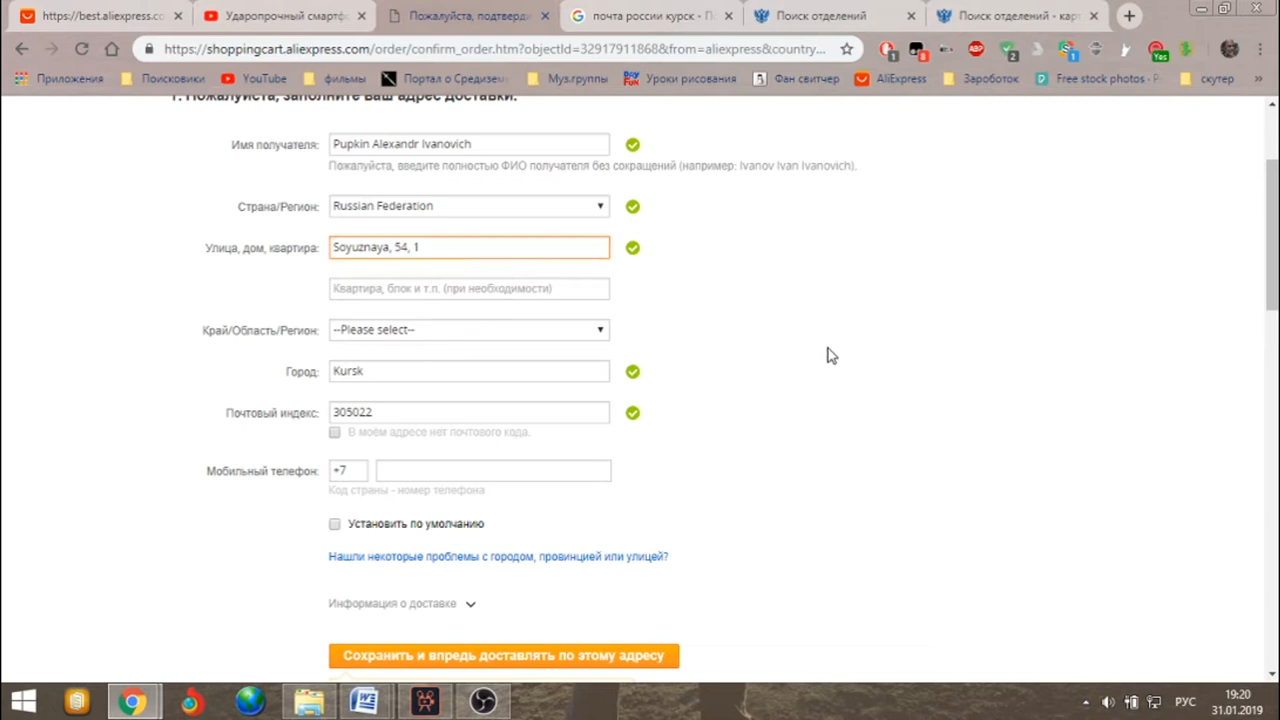 https://best.aliexpress.co
Ударопрочный смартф
Пожалуйста, подтверд
почта россии курск - П
Поиск отделений
Поиск отделений - кар
https://shoppingcart.aliexpress.com/order/confirm_order.htm?objectId=32917911868&from=aliexpress&country...
Приложения
Поисковики
YouTube
фильмы
Портал о Средизем
Муз.группы
Уроки рисования
Фан свитчер
AliExpress
Зароботок
Free stock photos - P
скутер
1. Пожалуйста, заполните ваш адрес доставки.
Имя получателя: Pupkin Alexandr Ivanovich
Пожалуйста, введите полностью ФИО получателя без сокращений (например: Ivanov Ivan Ivanovich).
Страна/Регион: Russian Federation
Улица, дом, квартира: Soyuznaya, 54, 1
Квартира, блок и т.п. (при необходимости)
Край/Область/Регион: --Please select--
Город: Kursk
Почтовый индекс: 305022
В моём адресе нет почтового кода.
Мобильный телефон: +7
Код страны - номер телефона
Установить по умолчанию
Нашли некоторые проблемы с городом, провинцией или улицей?
Информация о доставке
Сохранить и впредь доставлять по этому адресу
РУС
19:20
31.01.2019